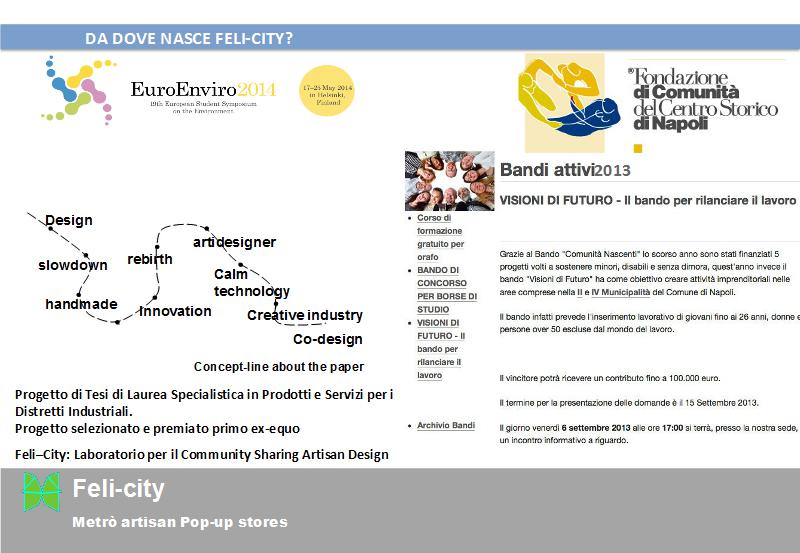 DA DOVE NASCE FELI-CITY?
EuroEnviro2014
19th European Student Symposium
on the Environment
17-25 May 2014
in Helsinki,
Finland
®Fondazione
di Comunità
del Centro Storico
di Napoli
Bandi attivi2013
VISIONI DI FUTURO - Il bando per rilanciare il lavoro
Corso di
formazione
gratuito per
orafo
BANDO DI
CONCORSO
PER BORSE DI
STUDIO
VISIONI DI
FUTURO - Il
bando per
rilanciare il
lavoro
Archivio Bandi
Grazie al Bando "Comunità Nascenti" lo scorso anno sono stati finanziati 5
progetti volti a sostenere minori, disabili e senza dimora, quest'anno invece il
bando "Visioni di Futuro" ha come obiettivo creare attività imprenditoriali nelle
aree comprese nella II e IV Municipalità del Comune di Napoli.
Il bando infatti prevede l'inserimento lavorativo di giovani fino ai 26 anni, donne e
persone over 50 escluse dal mondo del lavoro.
Il vincitore potrà ricevere un contributo fino a 100.000 euro.
Il termine per la presentazione delle domande è il 15 Settembre 2013.
Il giorno venerdì 6 settembre 2013 alle ore 17:00 si terrà, presso la nostra sede,
un incontro informativo a riguardo.
Design
slowdown
handmade
rebirth
Innovation
artidesigner
Calm
technology
Creative industry
Co-design
Concept-line about the paper
Progetto di Tesi di Laurea Specialistica in Prodotti e Servizi per i
Distretti Industriali.
Progetto selezionato e premiato primo ex-equo
Feli–City: Laboratorio per il Community Sharing Artisan Design
Feli-city
Metrò artisan Pop-up stores